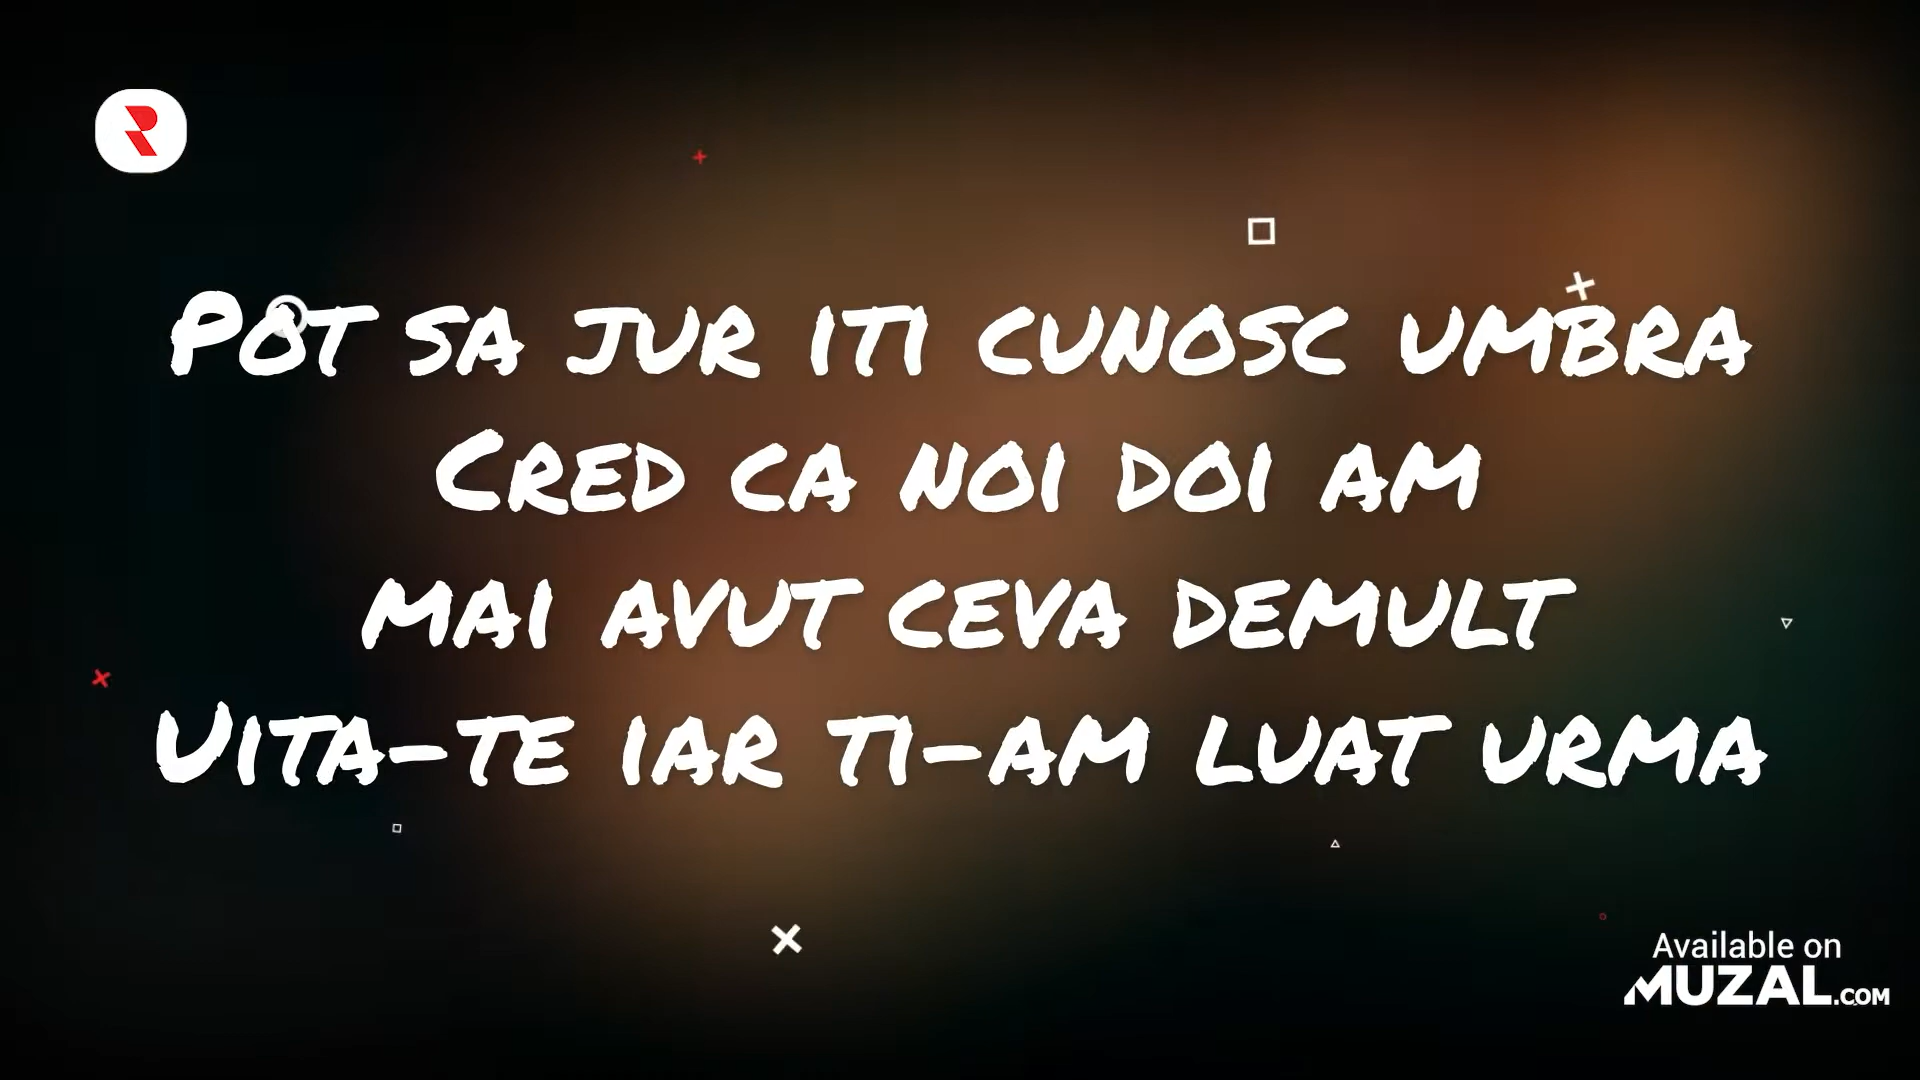 Pot sa jur iti cunosc umbra
Cred ca noi doi am
mai avut ceva demult
Uita-te iar ti-am luat urma
Available on
MUZAL.COM